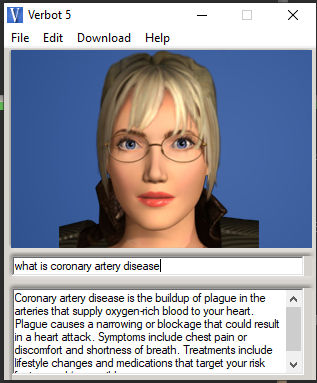 Verbot 5
File Edit Download Help
what is coronary artery disease
Coronary artery disease is the buildup of plague in the
arteries that supply oxygen-rich blood to your heart.
Plague causes a narrowing or blockage that could result
in a heart attack. Symptoms include chest pain or
discomfort and shortness of breath. Treatments include
lifestyle changes and medications that target your risk